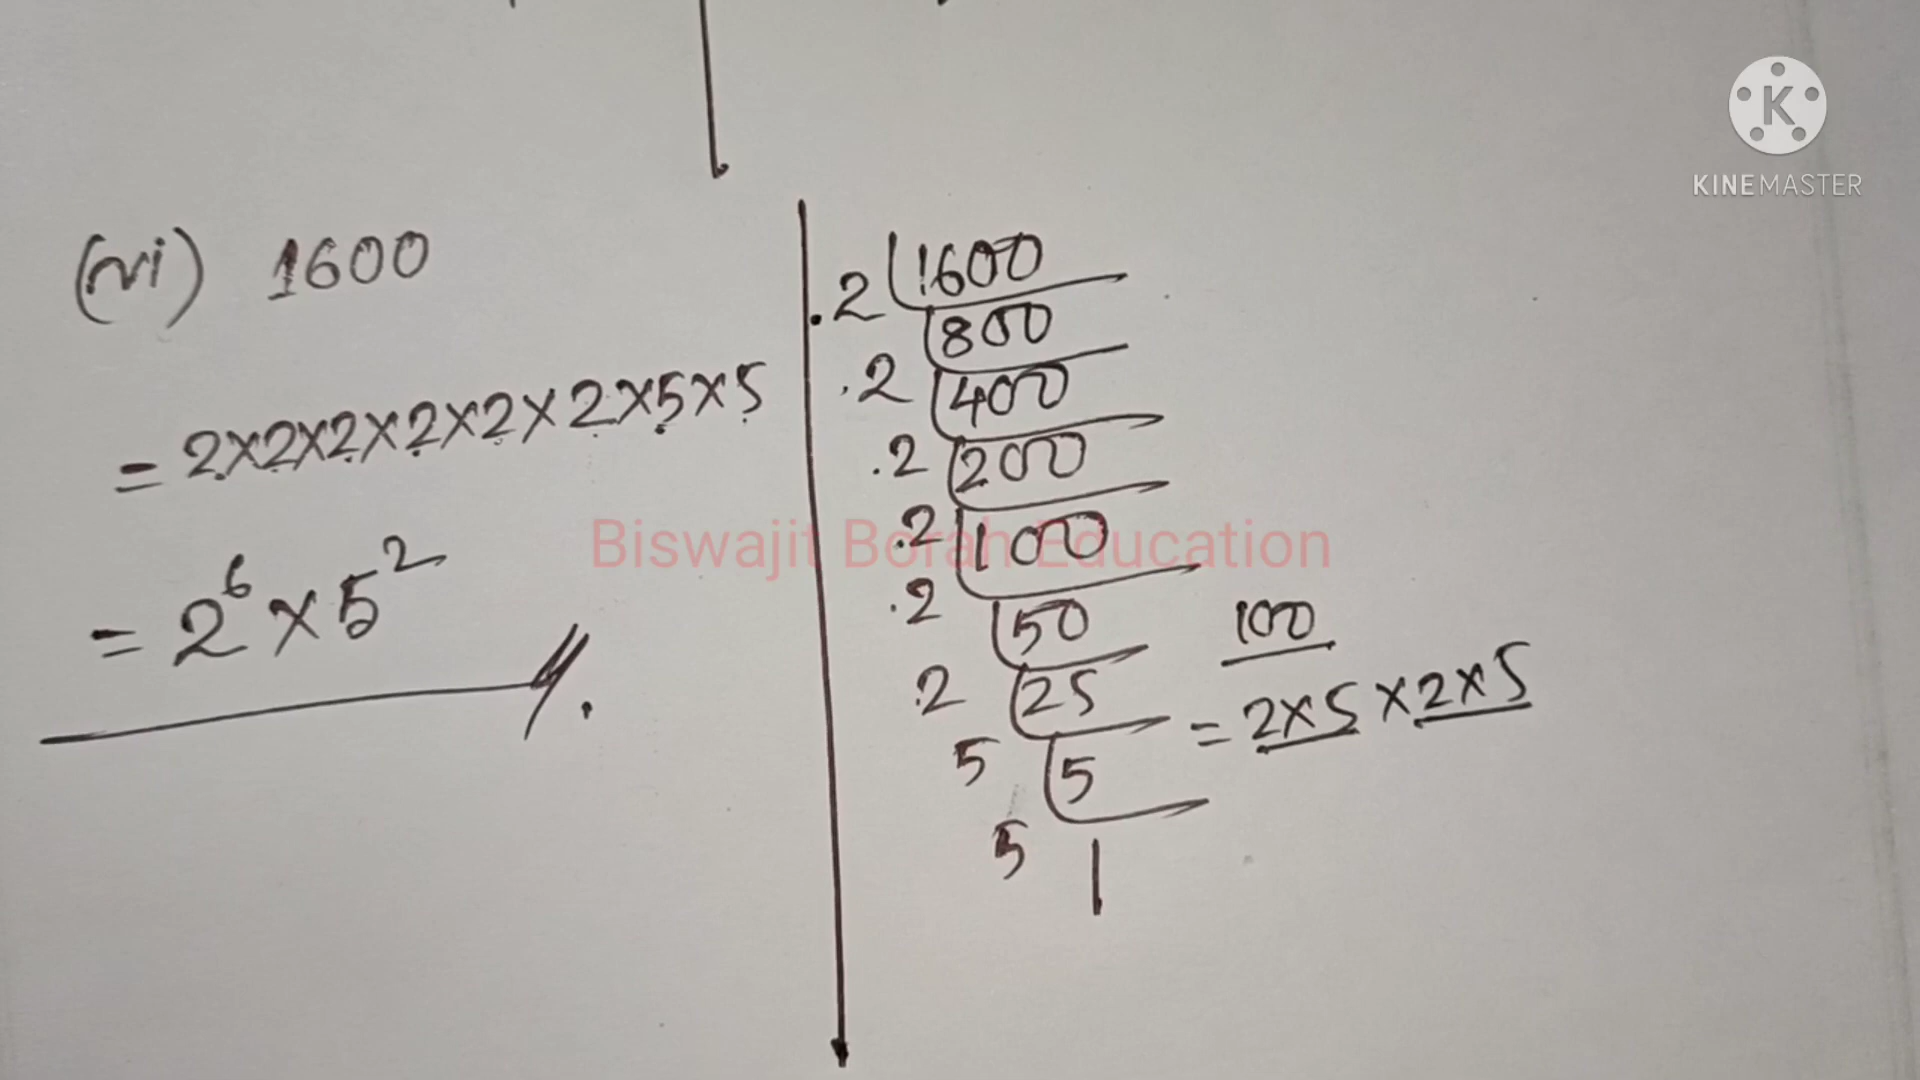 KINEMASTER
(vi) 1600
= 2×2×2×2×2×2×5×5
= 2⁶ × 5²
.2 1600
.2 800
.2 400
.2 200
.2 100
.2 50
5 25
5 5
1
100
= 2×5 × 2×5
Biswajit Borah Education